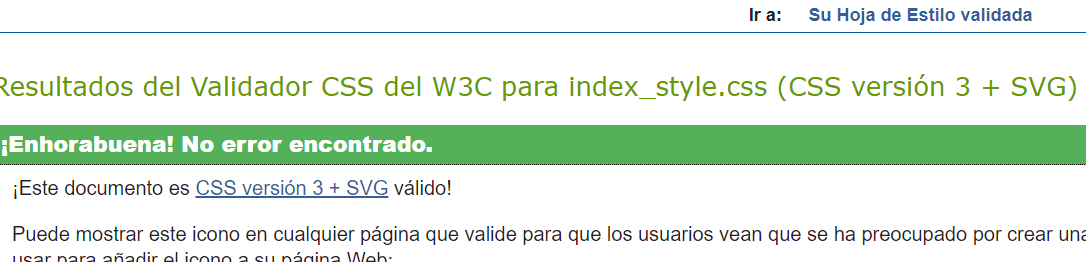 Ir a: Su Hoja de Estilo validada
Resultados del Validador CSS del W3C para index_style.css (CSS versión 3 + SVG)
¡Enhorabuena! No error encontrado.
¡Este documento es CSS versión 3 + SVG válido!
Puede mostrar este icono en cualquier página que valide para que los usuarios vean que se ha preocupado por crear una
usar para añadir el icono a su página Web: